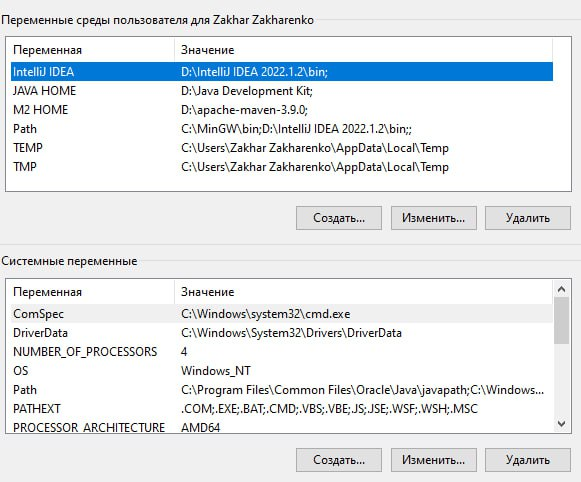 Переменные среды пользователя для Zakhar Zakharenko
Переменная Значение
IntelliJ IDEA D:\IntelliJ IDEA 2022.1.2\bin;
JAVA HOME D:\Java Development Kit;
M2 HOME D:\apache-maven-3.9.0;
Path C:\MinGW\bin;D:\IntelliJ IDEA 2022.1.2\bin;;
TEMP C:\Users\Zakhar Zakharenko\AppData\Local\Temp
TMP C:\Users\Zakhar Zakharenko\AppData\Local\Temp
Создать... Изменить... Удалить
Системные переменные
Переменная Значение
ComSpec C:\Windows\system32\cmd.exe
DriverData C:\Windows\System32\Drivers\DriverData
NUMBER_OF_PROCESSORS 4
OS Windows_NT
Path C:\Program Files\Common Files\Oracle\Java\javapath;C:\Windows...
PATHEXT .COM;.EXE;.BAT;.CMD;.VBS;.VBE;.JS;.JSE;.WSF;.WSH;.MSC
PROCESSOR_ARCHITECTURE AMD64
Создать... Изменить... Удалить